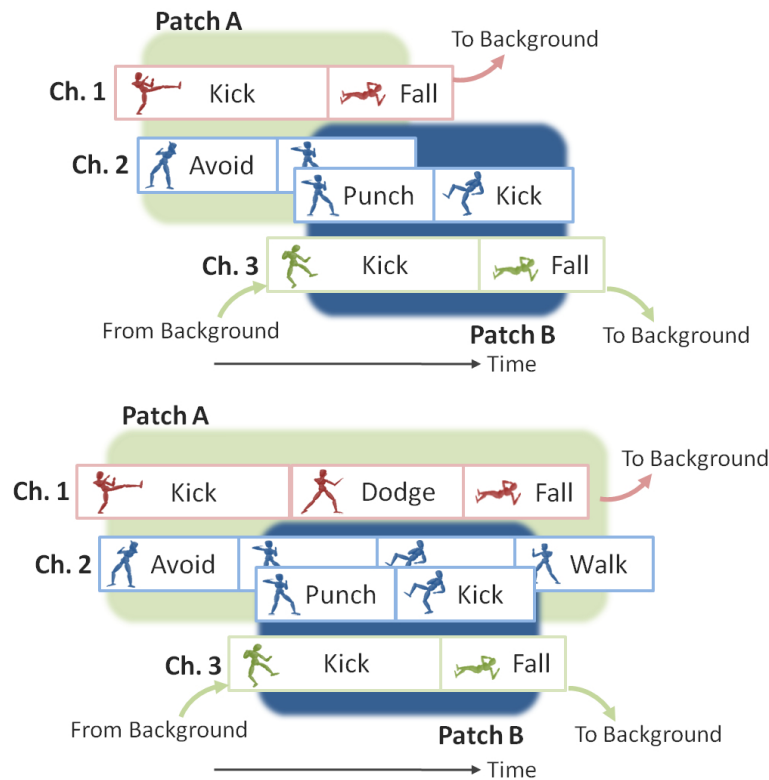 Patch A
To Background
Ch. 1
Kick
Fall
Ch. 2
Avoid
Punch
Kick
Ch. 3
Kick
Fall
From Background
Patch B
To Background
Time
Patch A
To Background
Ch. 1
Kick
Dodge
Fall
Ch. 2
Avoid
Walk
Punch
Kick
Ch. 3
Kick
Fall
From Background
Patch B
To Background
Time